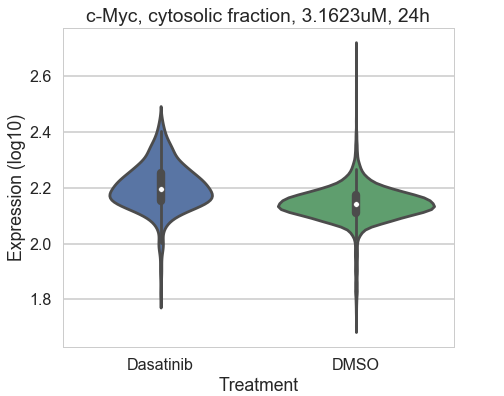 c-Myc, cytosolic fraction, 3.1623uM, 24h
Expression (log10)
2.6
2.4
2.2
2.0
1.8
Dasatinib
DMSO
Treatment